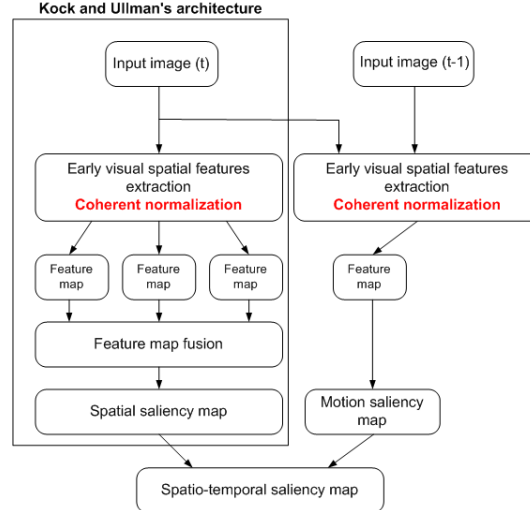 Kock and Ullman's architecture
Input image (t)
Input image (t-1)
Early visual spatial features
extraction
Coherent normalization
Early visual spatial features
extraction
Coherent normalization
Feature
map
Feature
map
Feature
map
Feature
map
Feature map fusion
Spatial saliency map
Motion saliency
map
Spatio-temporal saliency map